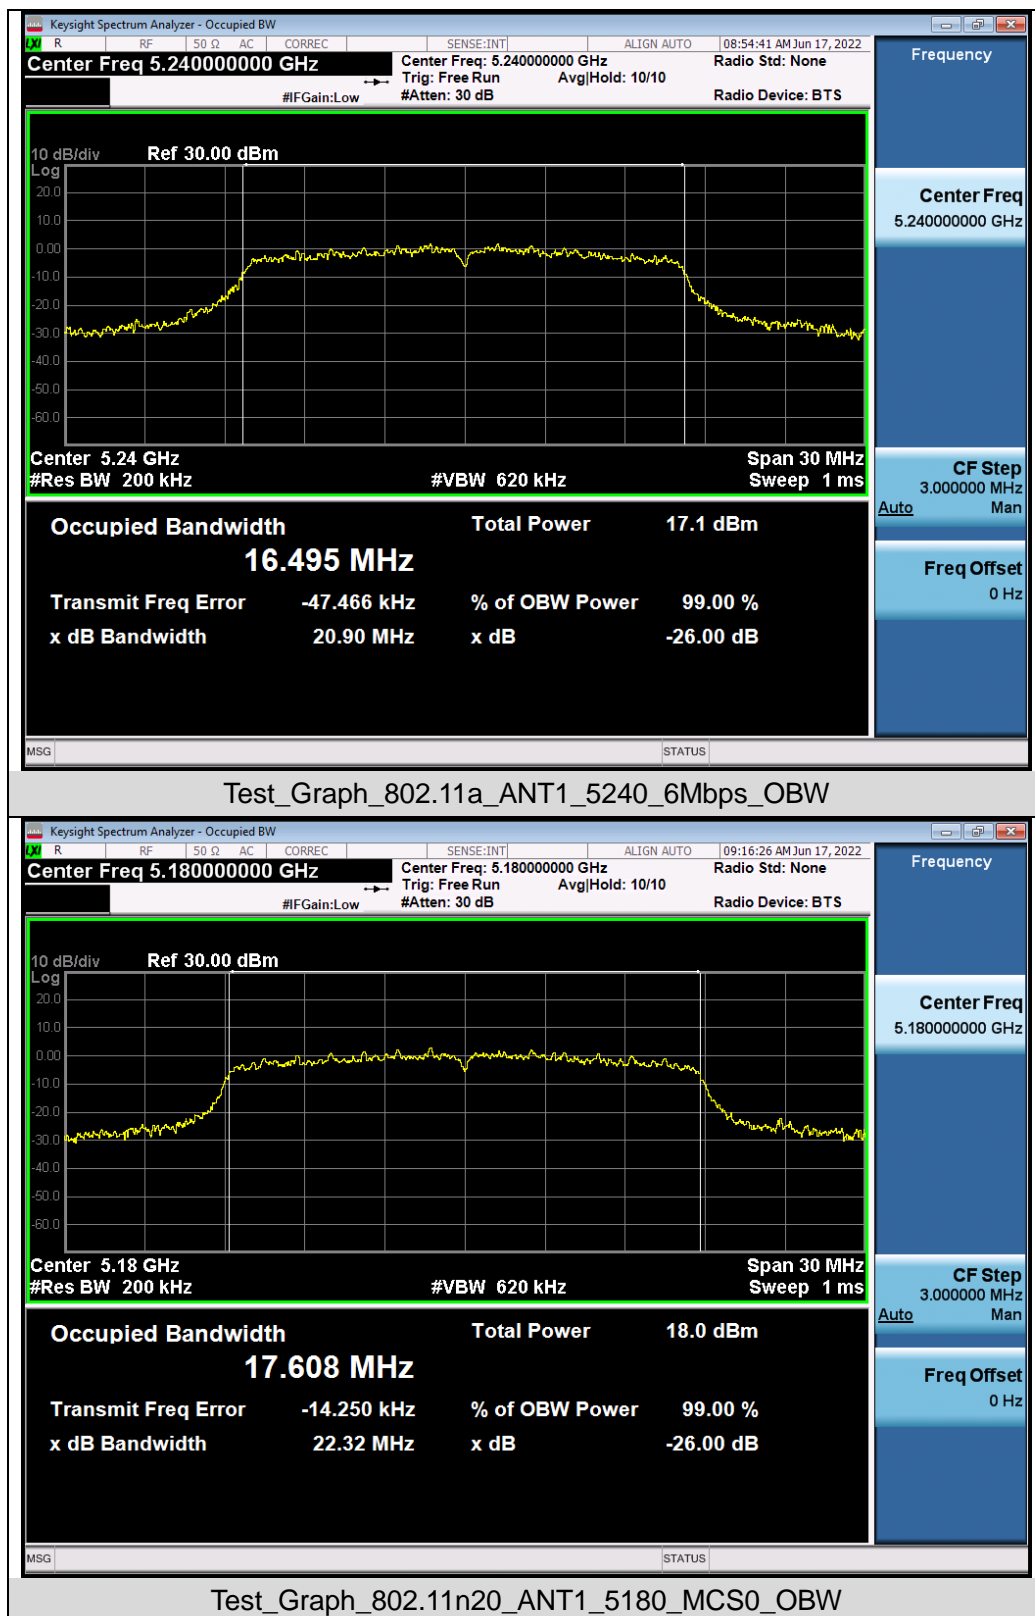 Keysight Spectrum Analyzer - Occupied BW
LXI R RF 50 Ω AC CORREC SENSE:INT ALIGN AUTO 08:54:41 AM Jun 17, 2022
Center Freq 5.240000000 GHz
Center Freq: 5.240000000 GHz Radio Std: None
Trig: Free Run Avg|Hold: 10/10
#IFGain:Low #Atten: 30 dB Radio Device: BTS
Frequency
10 dB/div Ref 30.00 dBm
Log
20.0
10.0
0.00
-10.0
-20.0
-30.0
-40.0
-50.0
-60.0
Center 5.24 GHz Span 30 MHz
#Res BW 200 kHz #VBW 620 kHz Sweep 1 ms
Center Freq
5.240000000 GHz
CF Step
3.000000 MHz
Auto Man
Freq Offset
0 Hz
Occupied Bandwidth Total Power 17.1 dBm
16.495 MHz
Transmit Freq Error -47.466 kHz % of OBW Power 99.00 %
x dB Bandwidth 20.90 MHz x dB -26.00 dB
MSG STATUS
Test_Graph_802.11a_ANT1_5240_6Mbps_OBW
Keysight Spectrum Analyzer - Occupied BW
LXI R RF 50 Ω AC CORREC SENSE:INT ALIGN AUTO 09:16:26 AM Jun 17, 2022
Center Freq 5.180000000 GHz
Center Freq: 5.180000000 GHz Radio Std: None
Trig: Free Run Avg|Hold: 10/10
#IFGain:Low #Atten: 30 dB Radio Device: BTS
Frequency
10 dB/div Ref 30.00 dBm
Log
20.0
10.0
0.00
-10.0
-20.0
-30.0
-40.0
-50.0
-60.0
Center 5.18 GHz Span 30 MHz
#Res BW 200 kHz #VBW 620 kHz Sweep 1 ms
Center Freq
5.180000000 GHz
CF Step
3.000000 MHz
Auto Man
Freq Offset
0 Hz
Occupied Bandwidth Total Power 18.0 dBm
17.608 MHz
Transmit Freq Error -14.250 kHz % of OBW Power 99.00 %
x dB Bandwidth 22.32 MHz x dB -26.00 dB
MSG STATUS
Test_Graph_802.11n20_ANT1_5180_MCS0_OBW